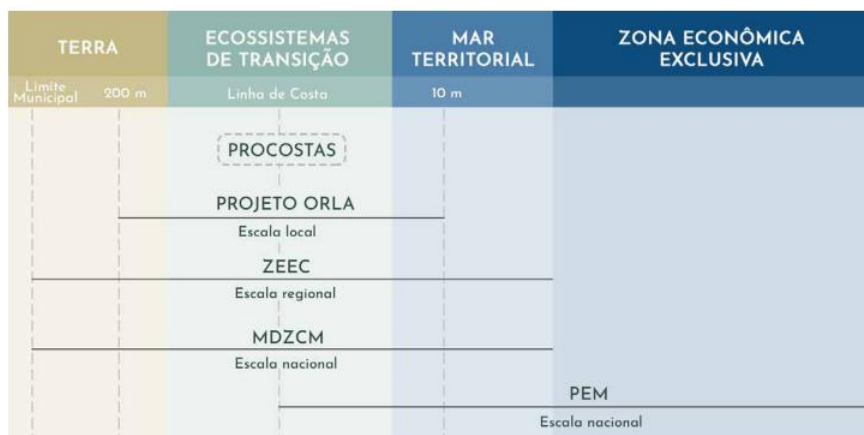 TERRA
ECOSSISTEMAS
DE TRANSIÇÃO
MAR
TERRITORIAL
ZONA ECONÔMICA
EXCLUSIVA
Limite
Municipal
200 m
Linha de Costa
10 m
PROCOSTAS
PROJETO ORLA
Escala local
ZEEC
Escala regional
MDZCM
Escala nacional
PEM
Escala nacional